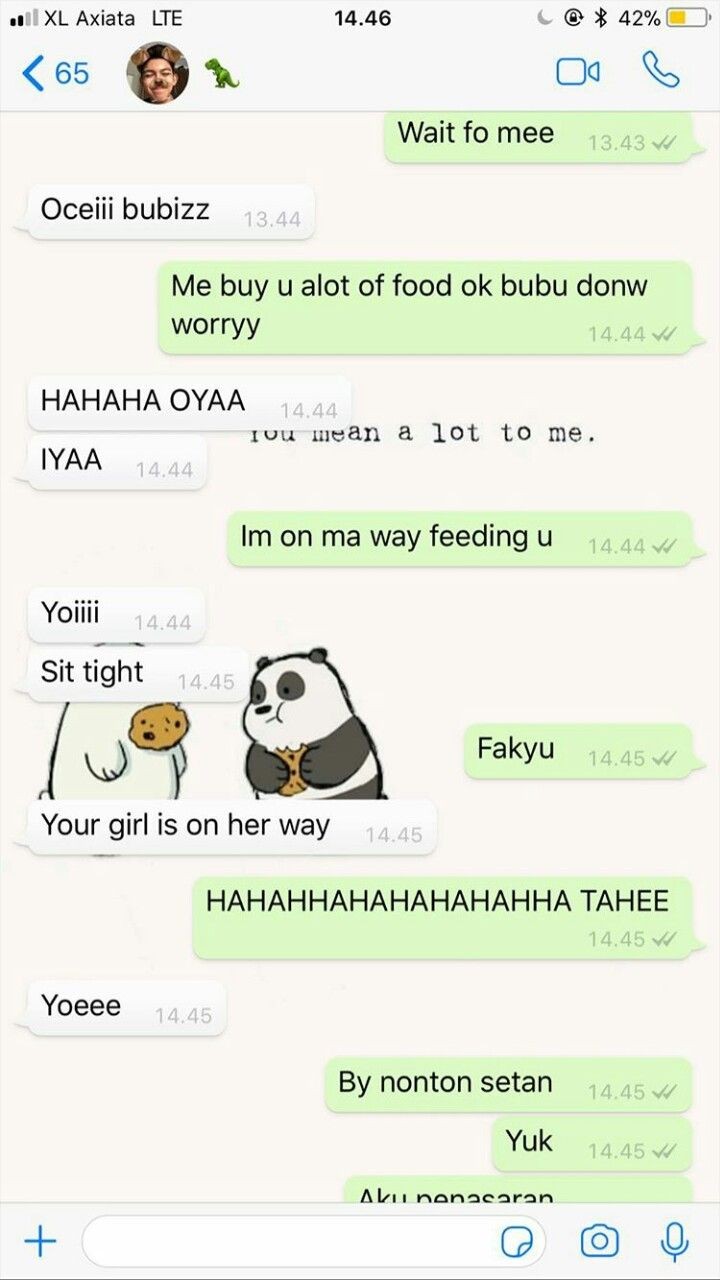 XL Axiata LTE 14.46 42%
65
Wait fo mee 13.43
Oceiii bubizz 13.44
Me buy u alot of food ok bubu donw
worryy 14.44
HAHAHA OYAA 14.44
You mean a lot to me.
IYAA 14.44
Im on ma way feeding u 14.44
Yoiiii 14.44
Sit tight 14.45
Fakyu 14.45
Your girl is on her way 14.45
HAHAHHAHAHAHAHAHHA TAHEE
14.45
Yoeee 14.45
By nonton setan 14.45
Yuk 14.45
Aku penasaran